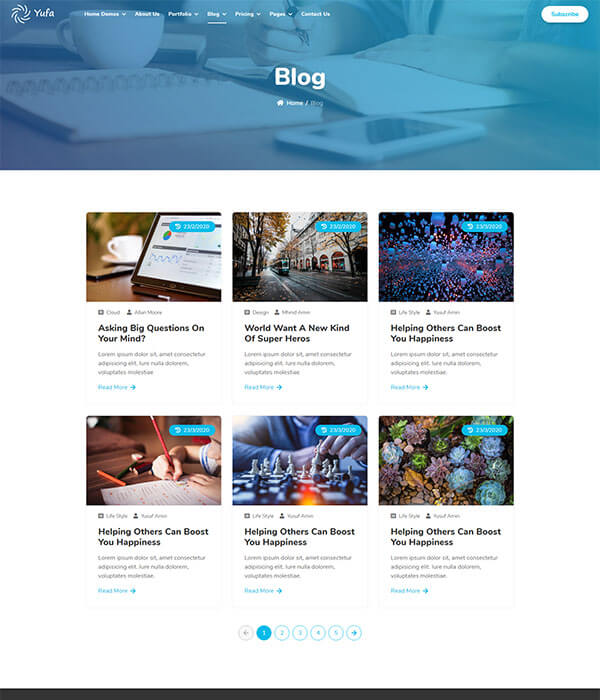 Yufa
Home Demos About Us Portfolio Blog Pricing Pages Contact Us
Subscribe
Blog
Home / Blog
23/2/2020
Cloud Allan Moore
Asking Big Questions On
Your Mind?
Lorem ipsum dolor sit, amet consectetur
adipisicing elit. Iure nulla dolorem,
voluptates molestiae
Read More
23/2/2020
Design Mhmd Amin
World Want A New Kind
Of Super Heros
Lorem ipsum dolor sit, amet consectetur
adipisicing elit. Iure nulla dolorem,
voluptates molestiae.
Read More
23/3/2020
Life Style Yusuf Amin
Helping Others Can Boost
You Happiness
Lorem ipsum dolor sit, amet consectetur
adipisicing elit. Iure nulla dolorem,
voluptates molestiae.
Read More
23/3/2020
Life Style Yusuf Amin
Helping Others Can Boost
You Happiness
Lorem ipsum dolor sit, amet consectetur
adipisicing elit. Iure nulla dolorem,
voluptates molestiae.
Read More
23/3/2020
Life Style Yusuf Amin
Helping Others Can Boost
You Happiness
Lorem ipsum dolor sit, amet consectetur
adipisicing elit. Iure nulla dolorem,
voluptates molestiae.
Read More
23/3/2020
Life Style Yusuf Amin
Helping Others Can Boost
You Happiness
Lorem ipsum dolor sit, amet consectetur
adipisicing elit. Iure nulla dolorem,
voluptates molestiae.
Read More
1 2 3 4 5